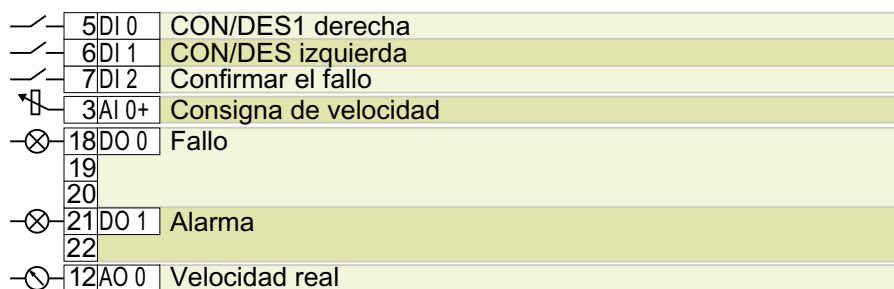 5 DI 0 CON/DES1 derecha
6 DI 1 CON/DES izquierda
7 DI 2 Confirmar el fallo
3 AI 0+ Consigna de velocidad
18 DO 0 Fallo
19
20
21 DO 1 Alarma
22
12 AO 0 Velocidad real